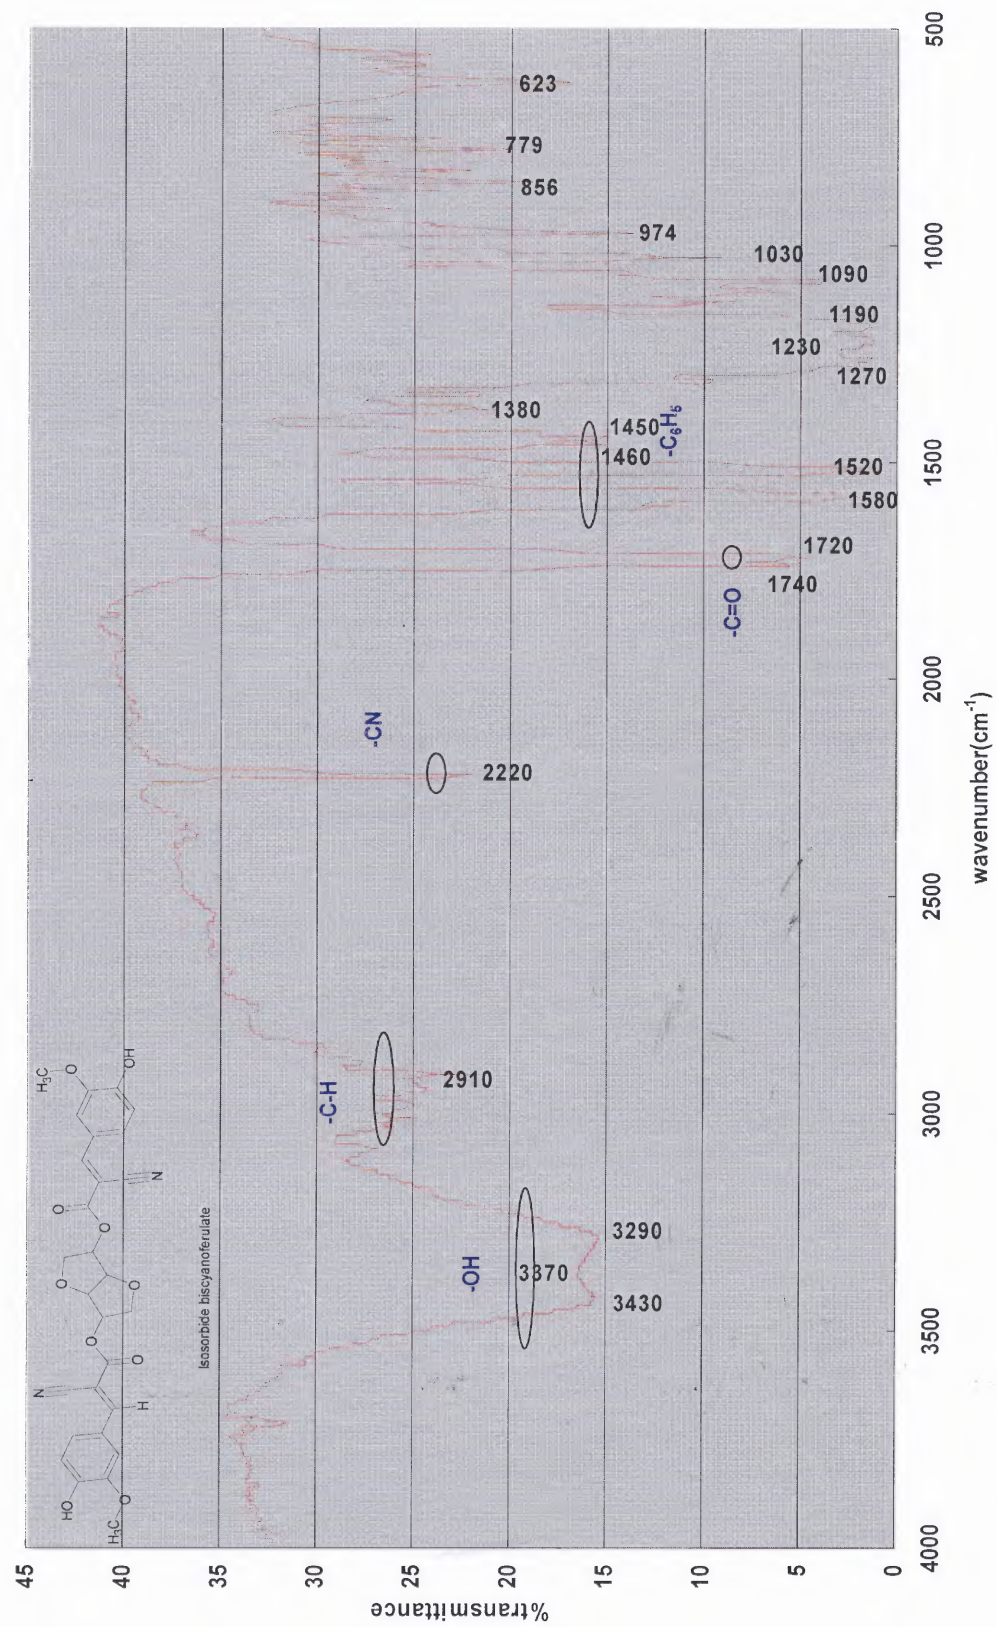 H₃C
O
OH
N
O
O
O
O
O
O
N
H
HO
O
H₃C
Isosorbide biscyanoferulate
-OH
3290
3370
3430
-C-H
2910
-CN
2220
-C=O
1720
1740
-C₆H₅
1450
1460
1520
1580
1380
1270
1230
1190
1090
1030
974
856
779
623
%transmittance
45
40
35
30
25
20
15
10
5
0
4000
3500
3000
2500
2000
1500
1000
500
wavenumber(cm⁻¹)